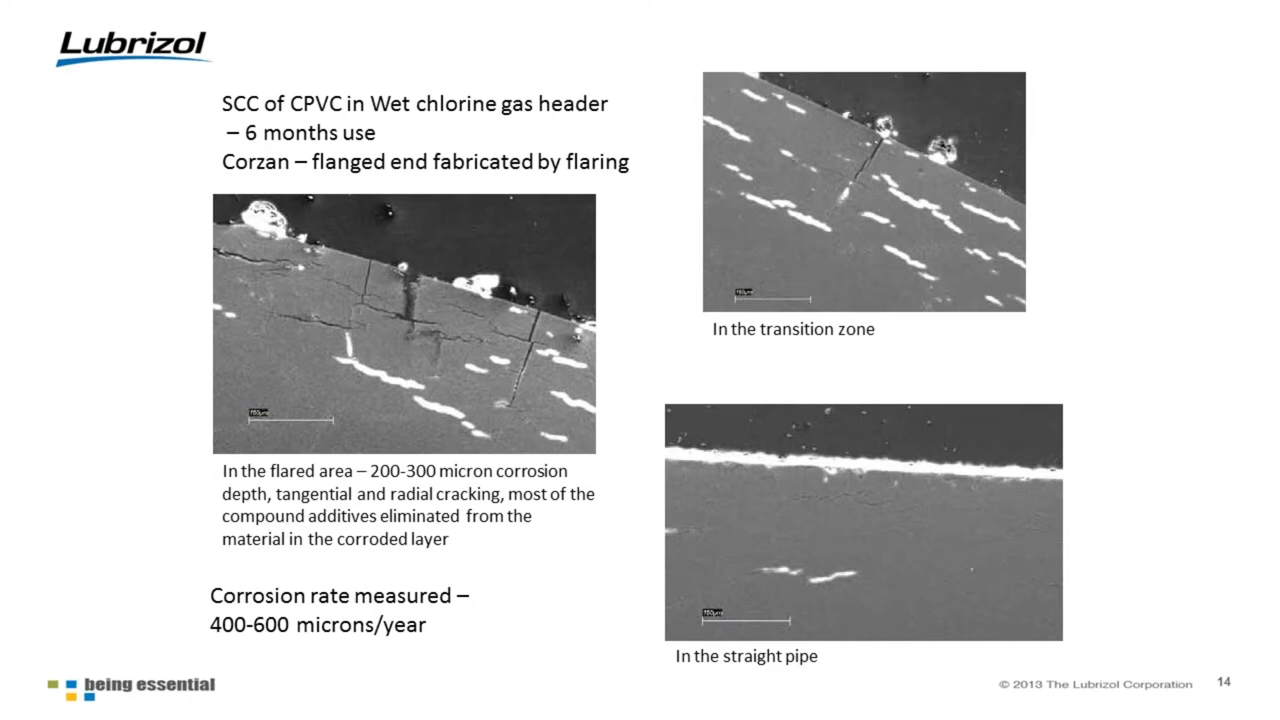 Lubrizol
SCC of CPVC in Wet chlorine gas header
– 6 months use
Corzan – flanged end fabricated by flaring
150μm
In the transition zone
150μm
In the flared area – 200-300 micron corrosion
depth, tangential and radial cracking, most of the
compound additives eliminated from the
material in the corroded layer
Corrosion rate measured –
400-600 microns/year
150μm
In the straight pipe
being essential
© 2013 The Lubrizol Corporation
14